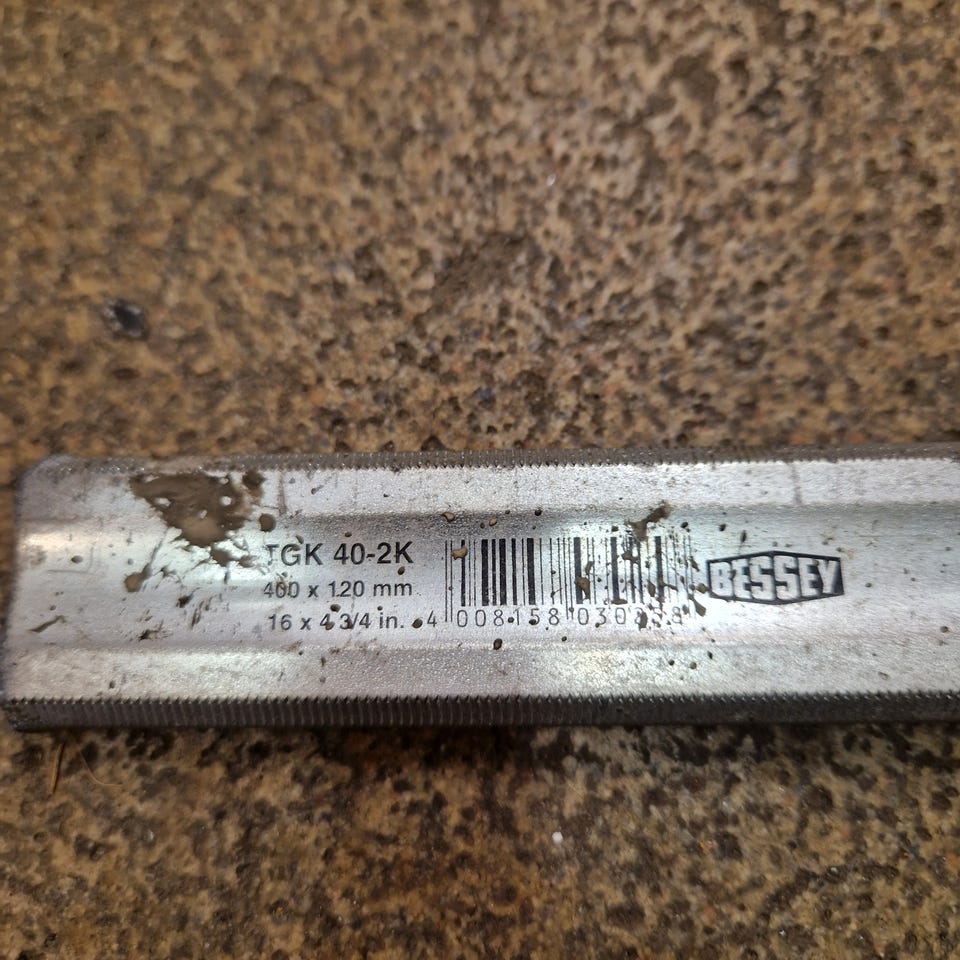 TGK 40-2K
400 x 120 mm
16 x 4 3/4 in.
BESSEY